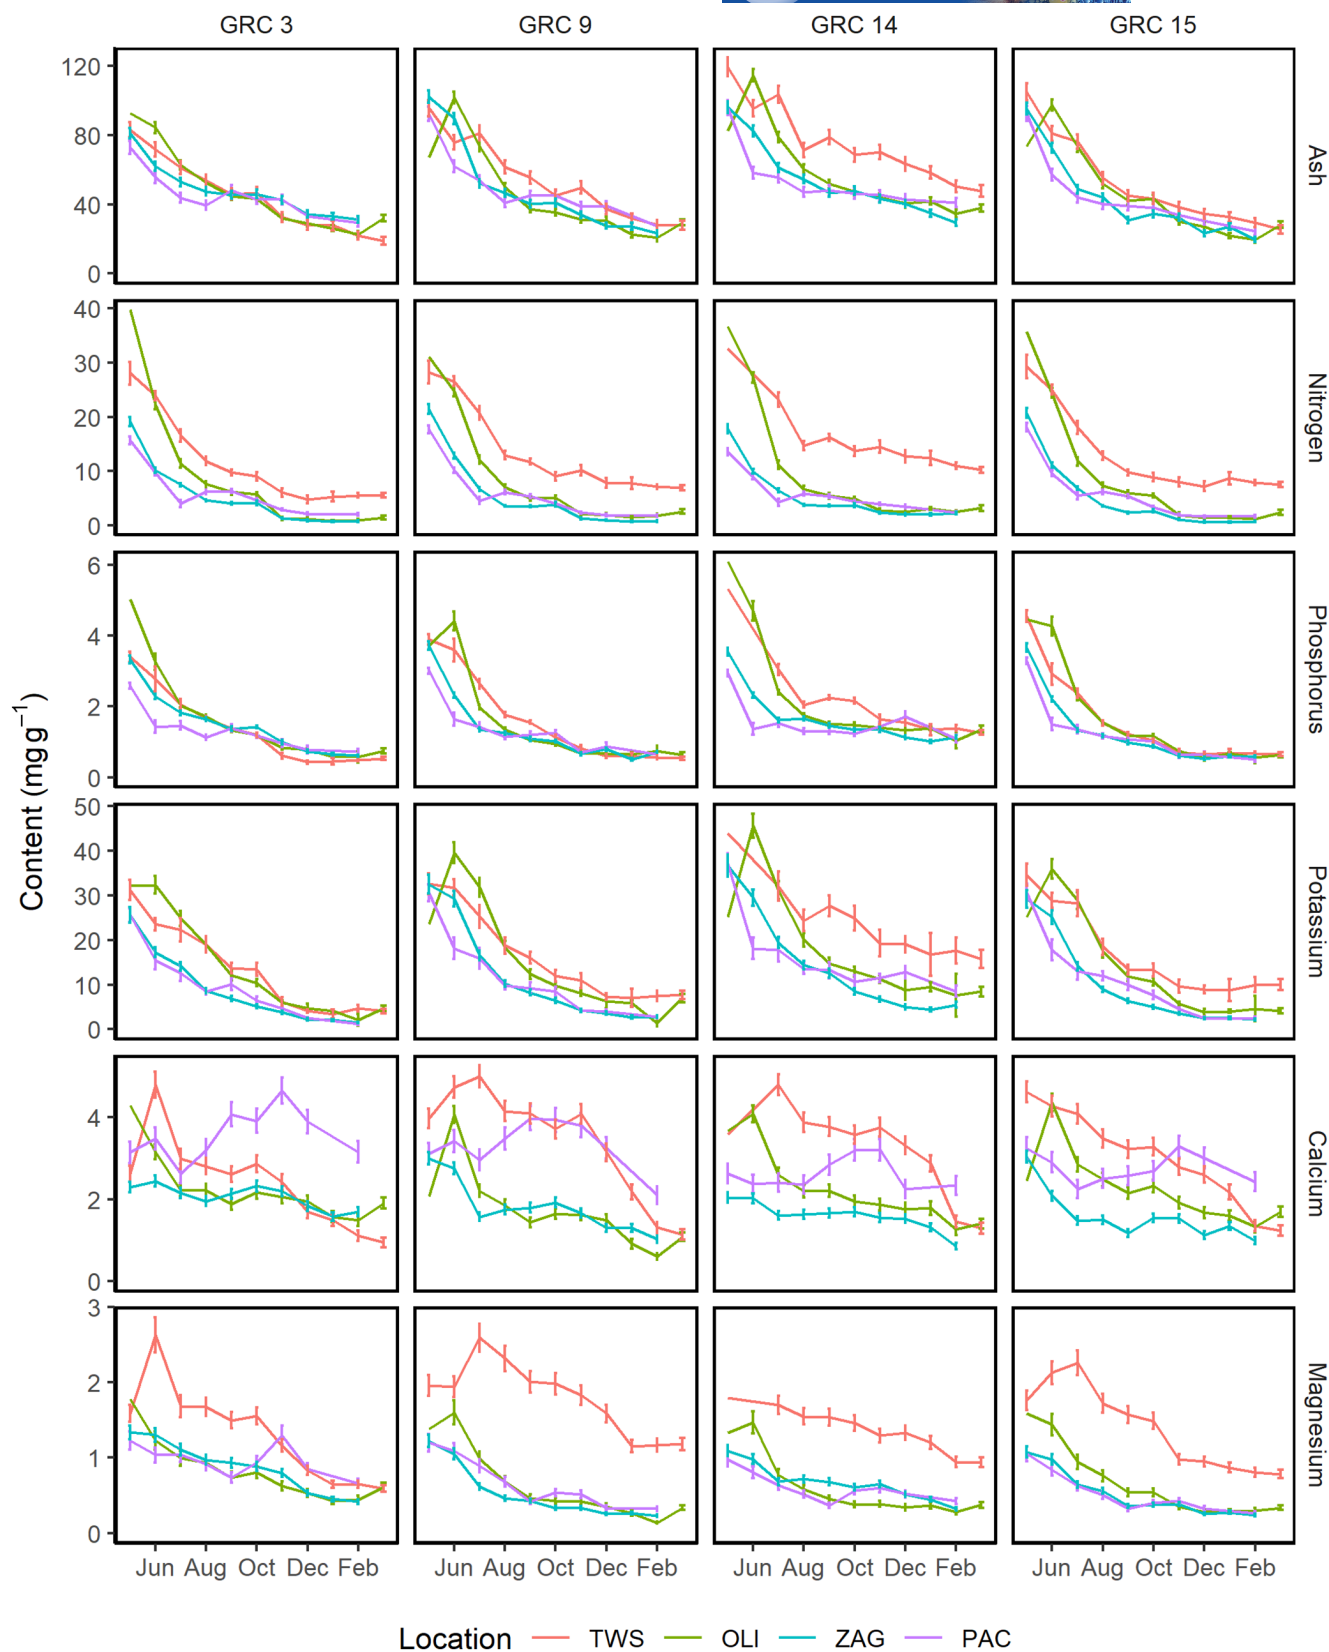 GRC 3 GRC 9 GRC 14 GRC 15
120
80
40
0
Ash
40
30
20
10
0
Nitrogen
6
4
2
0
Phosphorus
50
40
30
20
10
0
Potassium
4
2
0
Calcium
3
2
1
0
Magnesium
Content (mg g⁻¹)
Jun Aug Oct Dec Feb Jun Aug Oct Dec Feb Jun Aug Oct Dec Feb Jun Aug Oct Dec Feb
Location TWS OLI ZAG PAC